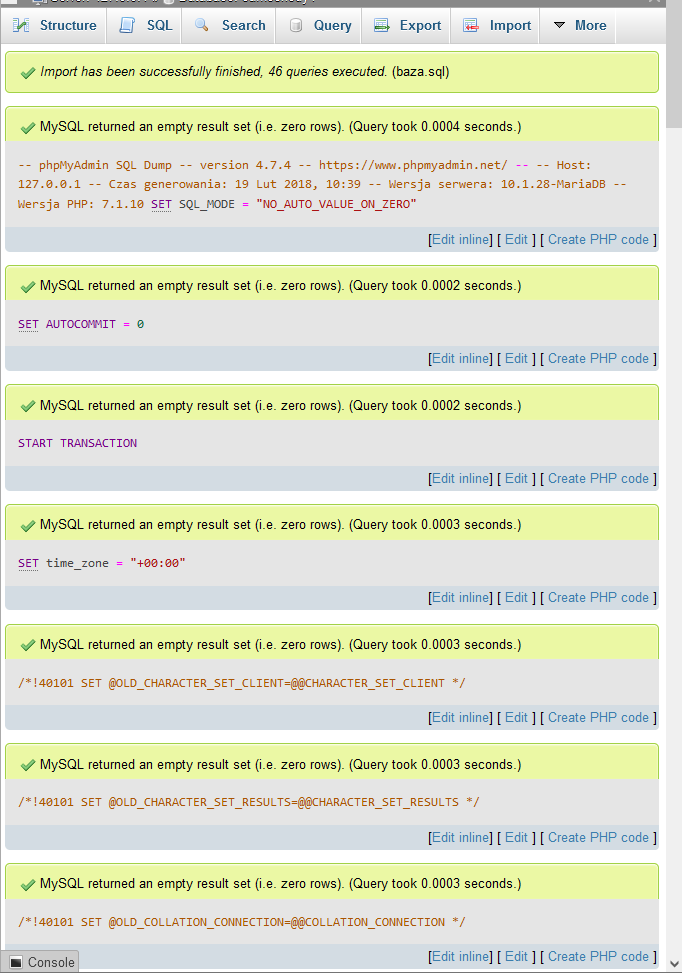 Structure SQL Search Query Export Import More
Import has been successfully finished, 46 queries executed. (baza.sql)
MySQL returned an empty result set (i.e. zero rows). (Query took 0.0004 seconds.)
-- phpMyAdmin SQL Dump -- version 4.7.4 -- https://www.phpmyadmin.net/ -- -- Host:
127.0.0.1 -- Czas generowania: 19 Lut 2018, 10:39 -- Wersja serwera: 10.1.28-MariaDB --
Wersja PHP: 7.1.10 SET SQL_MODE = "NO_AUTO_VALUE_ON_ZERO"
[Edit inline] [ Edit ] [ Create PHP code ]
MySQL returned an empty result set (i.e. zero rows). (Query took 0.0002 seconds.)
SET AUTOCOMMIT = 0
[Edit inline] [ Edit ] [ Create PHP code ]
MySQL returned an empty result set (i.e. zero rows). (Query took 0.0002 seconds.)
START TRANSACTION
[Edit inline] [ Edit ] [ Create PHP code ]
MySQL returned an empty result set (i.e. zero rows). (Query took 0.0003 seconds.)
SET time_zone = "+00:00"
[Edit inline] [ Edit ] [ Create PHP code ]
MySQL returned an empty result set (i.e. zero rows). (Query took 0.0003 seconds.)
/*!40101 SET @OLD_CHARACTER_SET_CLIENT=@@CHARACTER_SET_CLIENT */
[Edit inline] [ Edit ] [ Create PHP code ]
MySQL returned an empty result set (i.e. zero rows). (Query took 0.0003 seconds.)
/*!40101 SET @OLD_CHARACTER_SET_RESULTS=@@CHARACTER_SET_RESULTS */
[Edit inline] [ Edit ] [ Create PHP code ]
MySQL returned an empty result set (i.e. zero rows). (Query took 0.0003 seconds.)
/*!40101 SET @OLD_COLLATION_CONNECTION=@@COLLATION_CONNECTION */
[Edit inline] [ Edit ] [ Create PHP code ]
Console